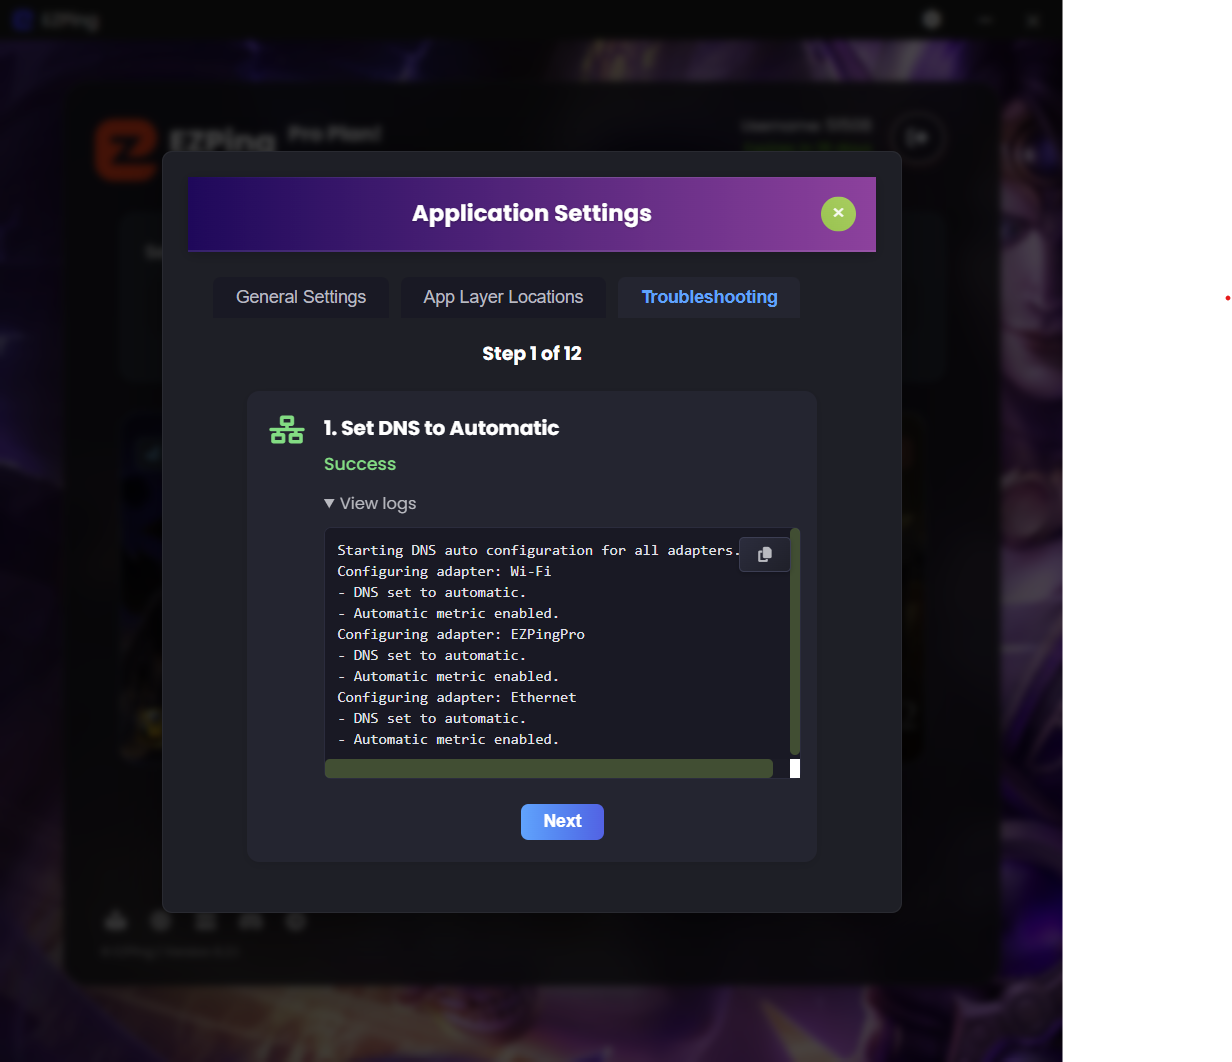 EZPing
EZPing Pro Plan!
Application Settings
General Settings
App Layer Locations
Troubleshooting
Step 1 of 12
1. Set DNS to Automatic
Success
▼ View logs
Starting DNS auto configuration for all adapters.
Configuring adapter: Wi-Fi
- DNS set to automatic.
- Automatic metric enabled.
Configuring adapter: EZPingPro
- DNS set to automatic.
- Automatic metric enabled.
Configuring adapter: Ethernet
- DNS set to automatic.
- Automatic metric enabled.
Next